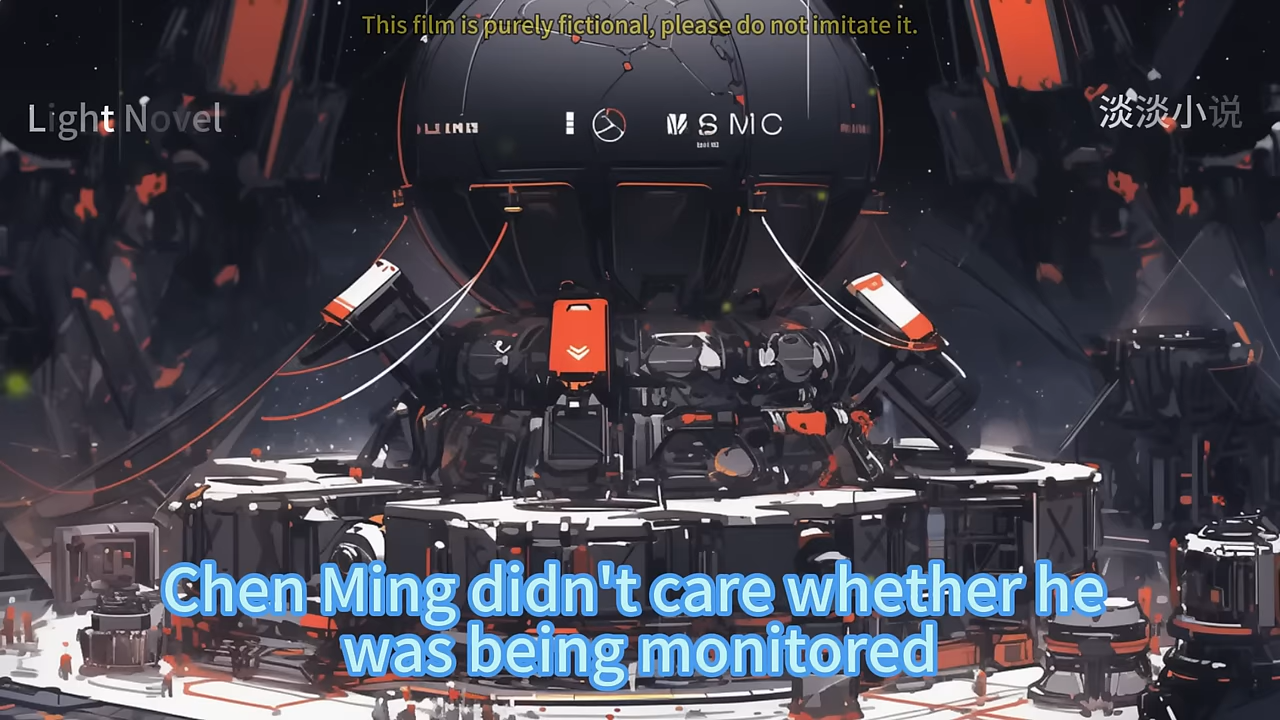 This film is purely fictional, please do not imitate it.
Light Novel
淡淡小说
SMC
Chen Ming didn't care whether he
was being monitored